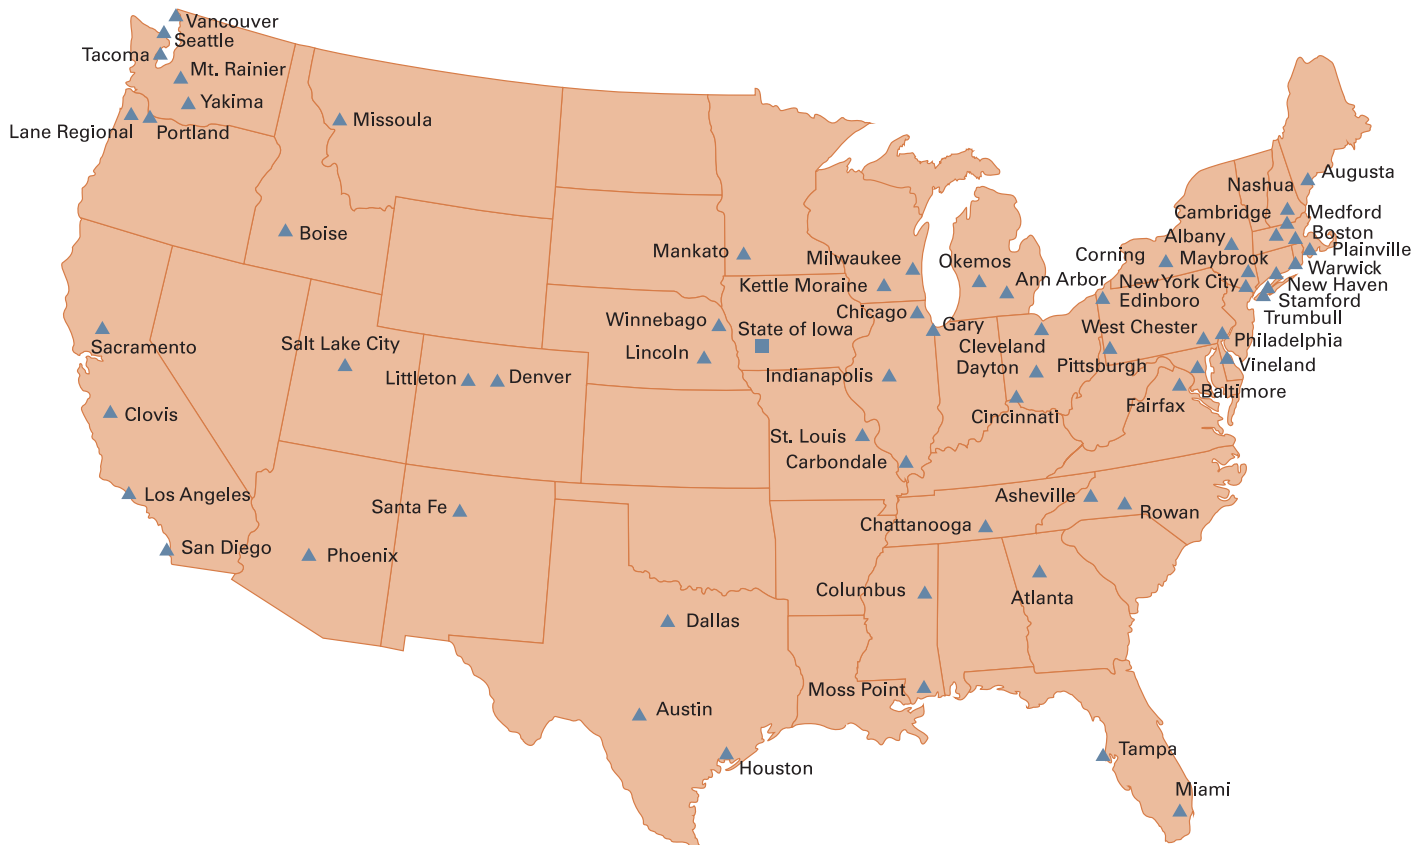 Vancouver
Seattle
Tacoma
Mt. Rainier
Yakima
Lane Regional
Portland
Missoula
Boise
Augusta
Nashua
Cambridge
Medford
Albany
Boston
Plainville
Corning
Maybrook
Warwick
New York City
New Haven
Stamford
Trumbull
Mankato
Milwaukee
Okemos
Ann Arbor
Kettle Moraine
Edinboro
Chicago
Gary
Winnebago
State of Iowa
Cleveland
West Chester
Philadelphia
Sacramento
Salt Lake City
Lincoln
Littleton
Denver
Indianapolis
Dayton
Pittsburgh
Vineland
Baltimore
Fairfax
Cincinnati
Clovis
St. Louis
Carbondale
Los Angeles
Santa Fe
Asheville
Rowan
Chattanooga
San Diego
Phoenix
Columbus
Atlanta
Dallas
Moss Point
Austin
Houston
Tampa
Miami